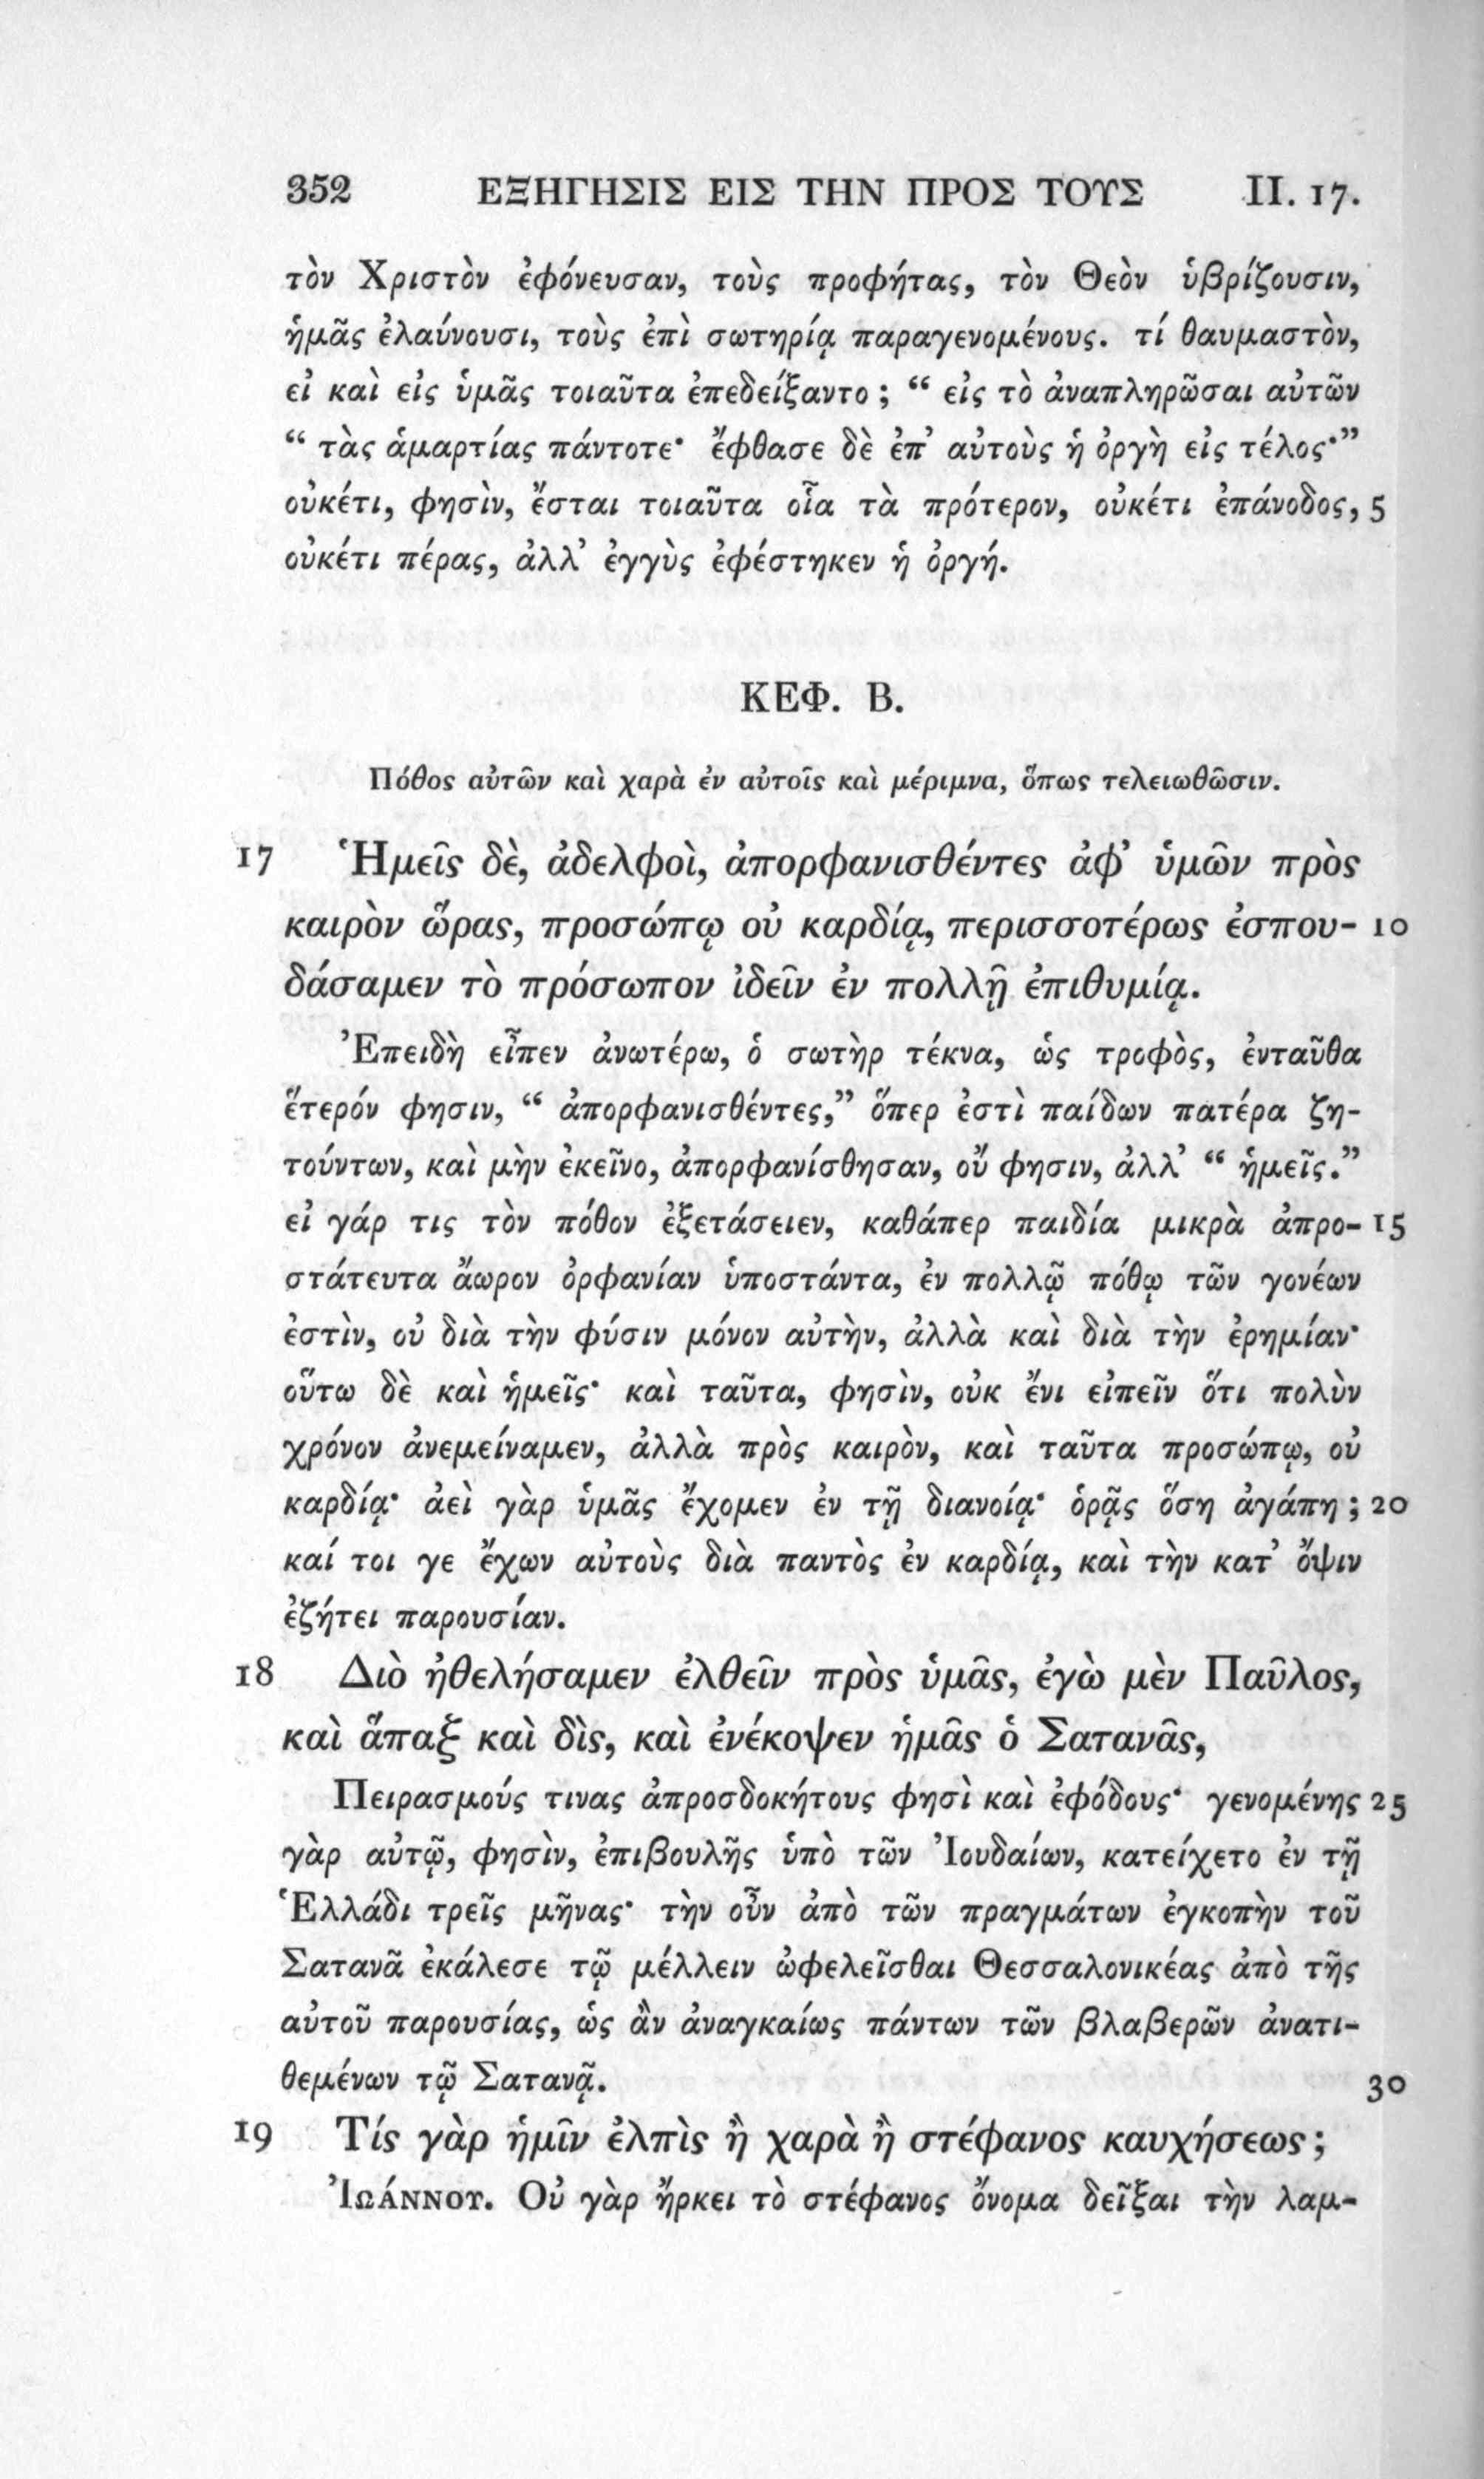 352 ΕΞΗΓΗΣΙΣ ΕΙΣ ΤΗΝ ΠΡΟΣ ΤΟΥΣ II. 17.
τὸν Χριστὸν ἐφόνευσαν, τοὺς προφήτας, τὸν Θεὸν ὑβρίζουσιν,
ἡμᾶς ἐλαύνουσι, τοὺς ἐπὶ σωτηρίᾳ παραγενομένους. τί θαυμαστὸν,
εἰ καὶ εἰς ὑμᾶς τοιαῦτα ἐπεδείξαντο ; “ εἰς τὸ ἀναπληρῶσαι αὐτῶν
“ τὰς ἁμαρτίας πάντοτε· ἔφθασε δὲ ἐπ’ αὐτοὺς ἡ ὀργὴ εἰς τέλος·”
οὐκέτι, φησὶν, ἔσται τοιαῦτα οἷα τὰ πρότερον, οὐκέτι ἐπάνοδος, 5
οὐκέτι πέρας, ἀλλ’ ἐγγὺς ἐφέστηκεν ἡ ὀργή.
ΚΕΦ. Β.
Πόθος αὐτῶν καὶ χαρὰ ἐν αὐτοῖς καὶ μέριμνα, ὅπως τελειωθῶσιν.
17 Ἡμεῖς δὲ, ἀδελφοὶ, ἀπορφανισθέντες ἀφ’ ὑμῶν πρὸς
καιρὸν ὥρας, προσώπῳ οὐ καρδίᾳ, περισσοτέρως ἐσπου- 10
δάσαμεν τὸ πρόσωπον ἰδεῖν ἐν πολλῇ ἐπιθυμίᾳ.
Ἐπειδὴ εἶπεν ἀνωτέρω, ὁ σωτὴρ τέκνα, ὡς τροφὸς, ἐνταῦθα
ἕτερόν φησιν, “ ἀπορφανισθέντες,” ὅπερ ἐστὶ παίδων πατέρα ζη-
τούντων, καὶ μὴν ἐκεῖνο, ἀπορφανίσθησαν, οὔ φησιν, ἀλλ’ “ ἡμεῖς.”
εἰ γάρ τις τὸν πόθον ἐξετάσειεν, καθάπερ παιδία μικρὰ ἀπρο- 15
στάτευτα ἄωρον ὀρφανίαν ὑποστάντα, ἐν πολλῷ πόθῳ τῶν γονέων
ἐστὶν, οὐ διὰ τὴν φύσιν μόνον αὐτὴν, ἀλλὰ καὶ διὰ τὴν ἐρημίαν·
οὕτω δὲ καὶ ἡμεῖς· καὶ ταῦτα, φησὶν, οὐκ ἔνι εἰπεῖν ὅτι πολὺν
χρόνον ἀνεμείναμεν, ἀλλὰ πρὸς καιρὸν, καὶ ταῦτα προσώπῳ, οὐ
καρδίᾳ· ἀεὶ γὰρ ὑμᾶς ἔχομεν ἐν τῇ διανοίᾳ· ὁρᾷς ὅση ἀγάπη ; 20
καί τοι γε ἔχων αὐτοὺς διὰ παντὸς ἐν καρδίᾳ, καὶ τὴν κατ’ ὄψιν
ἐζήτει παρουσίαν.
18 Διὸ ἠθελήσαμεν ἐλθεῖν πρὸς ὑμᾶς, ἐγὼ μὲν Παῦλος,
καὶ ἅπαξ καὶ δὶς, καὶ ἐνέκοψεν ἡμᾶς ὁ Σατανᾶς,
Πειρασμούς τινας ἀπροσδοκήτους φησὶ καὶ ἐφόδους· γενομένης 25
γὰρ αὐτῷ, φησὶν, ἐπιβουλῆς ὑπὸ τῶν Ἰουδαίων, κατείχετο ἐν τῇ
Ἑλλάδι τρεῖς μῆνας· τὴν οὖν ἀπὸ τῶν πραγμάτων ἐγκοπὴν τοῦ
Σατανᾶ ἐκάλεσε τῷ μέλλειν ὠφελεῖσθαι Θεσσαλονικέας ἀπὸ τῆς
αὐτοῦ παρουσίας, ὡς ἂν ἀναγκαίως πάντων τῶν βλαβερῶν ἀνατι-
θεμένων τῷ Σατανᾷ. 30
19 Τίς γὰρ ἡμῖν ἐλπὶς ἢ χαρὰ ἢ στέφανος καυχήσεως ;
ἸΩΆΝΝΟΥ. Οὐ γὰρ ἤρκει τὸ στέφανος ὄνομα δεῖξαι τὴν λαμ-